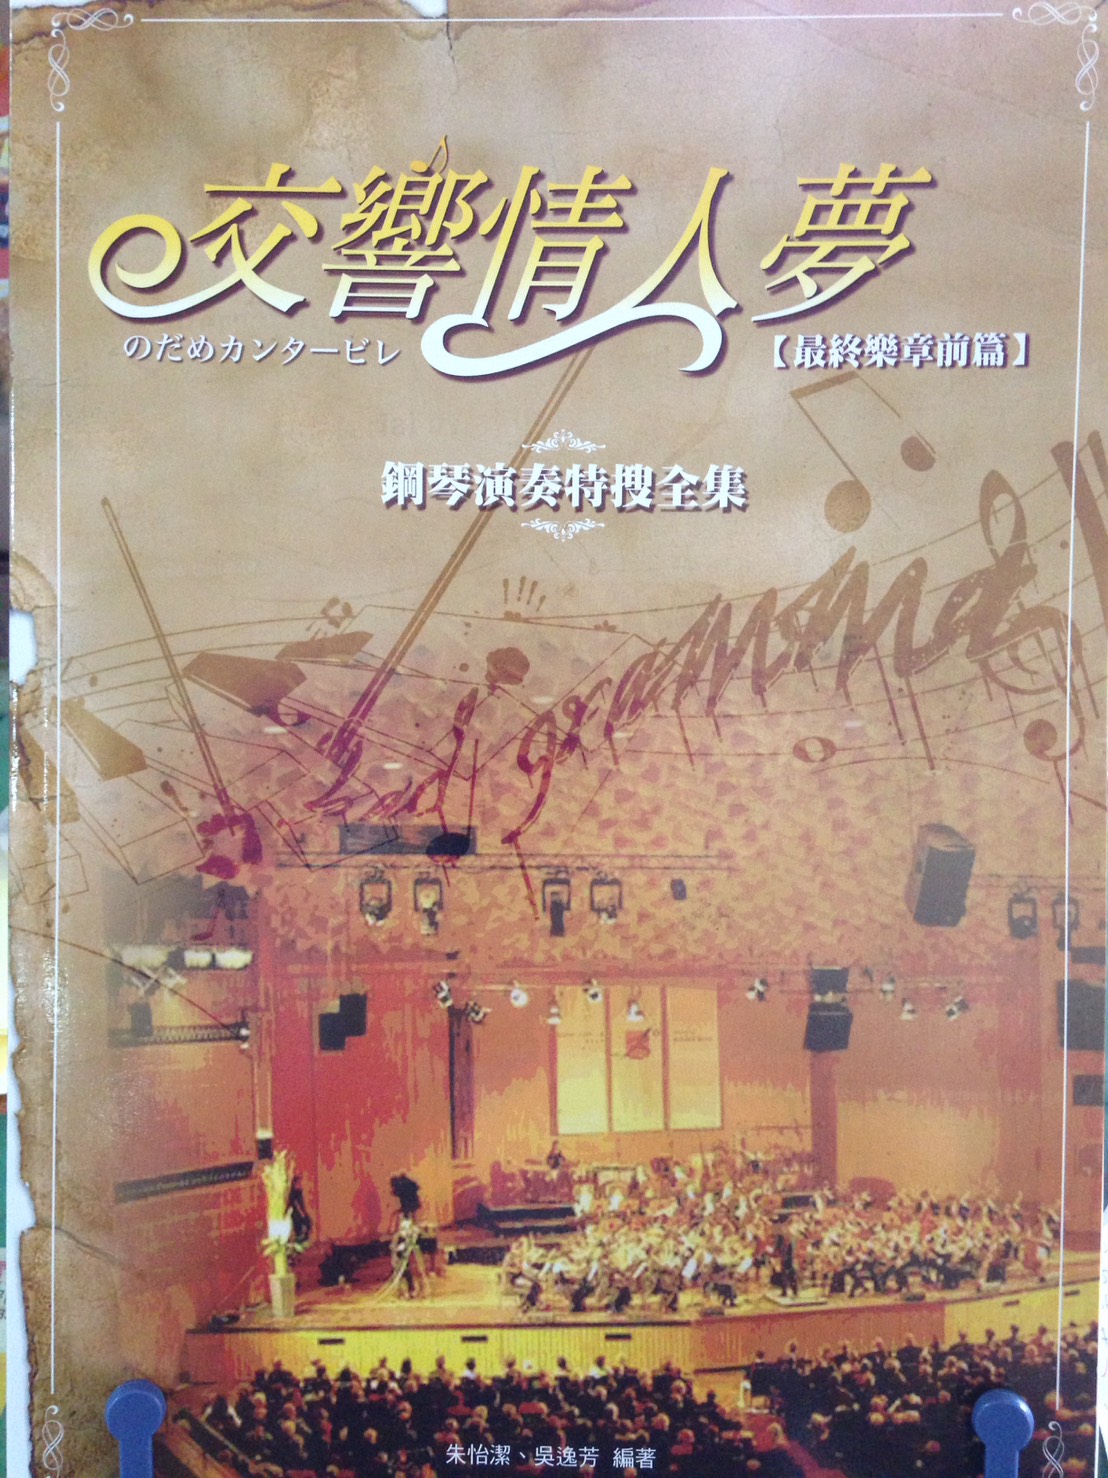 交響情人夢
のだめカンタービレ
【最終樂章前篇】
鋼琴演奏特搜全集
朱怡潔、吳逸芳 編著